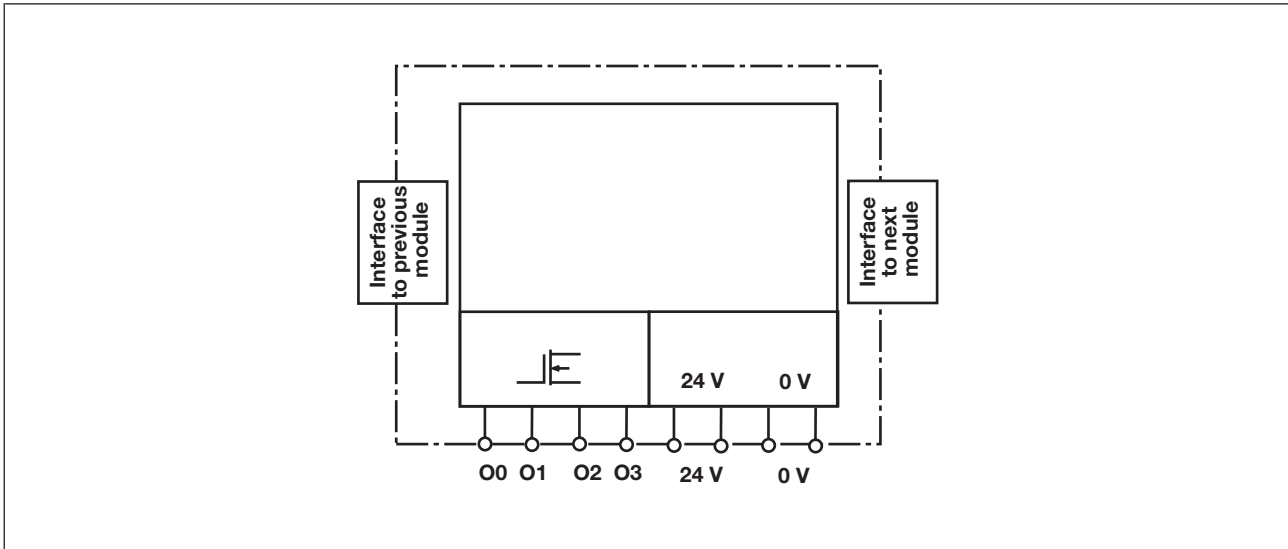 Interface
to previous
module
Interface
to next
module
24 V 0 V
O0 O1 O2 O3 24 V 0 V